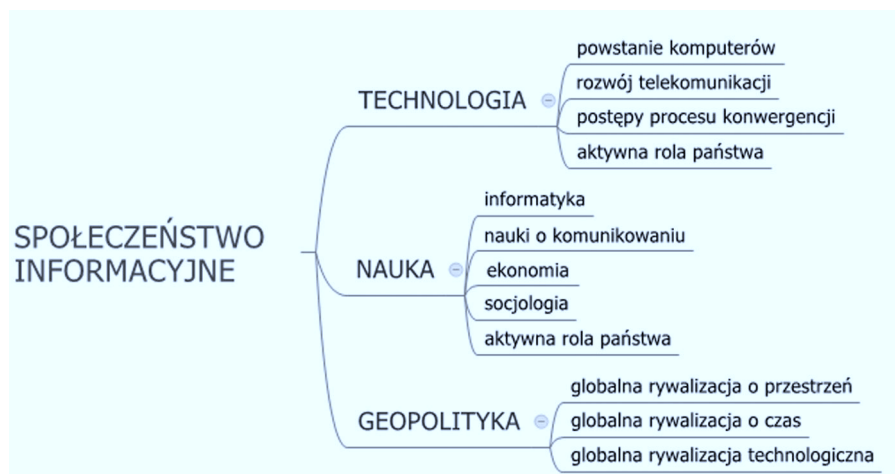 SPOŁECZEŃSTWO
INFORMACYJNE
TECHNOLOGIA
powstanie komputerów
rozwój telekomunikacji
postępy procesu konwergencji
aktywna rola państwa
NAUKA
informatyka
nauki o komunikowaniu
ekonomia
socjologia
aktywna rola państwa
GEOPOLITYKA
globalna rywalizacja o przestrzeń
globalna rywalizacja o czas
globalna rywalizacja technologiczna